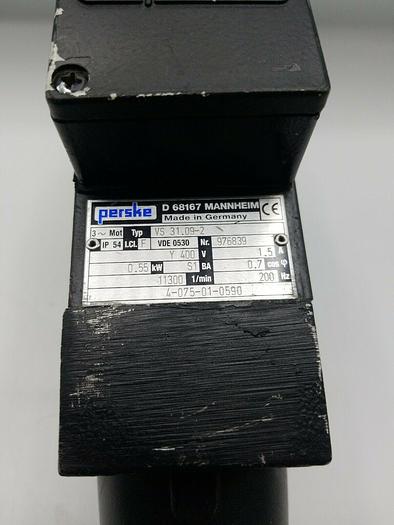 perske D 68167 MANNHEIM CE
Made in Germany
3~ Mot Typ VS 31.09-2
IP 54 I.CL F VDE 0530 Nr. 976839
Y 400 V 1.5
0.55 kW S1 BA 0.7 cos φ
11300 1/min 200 Hz
4-075-01-0590